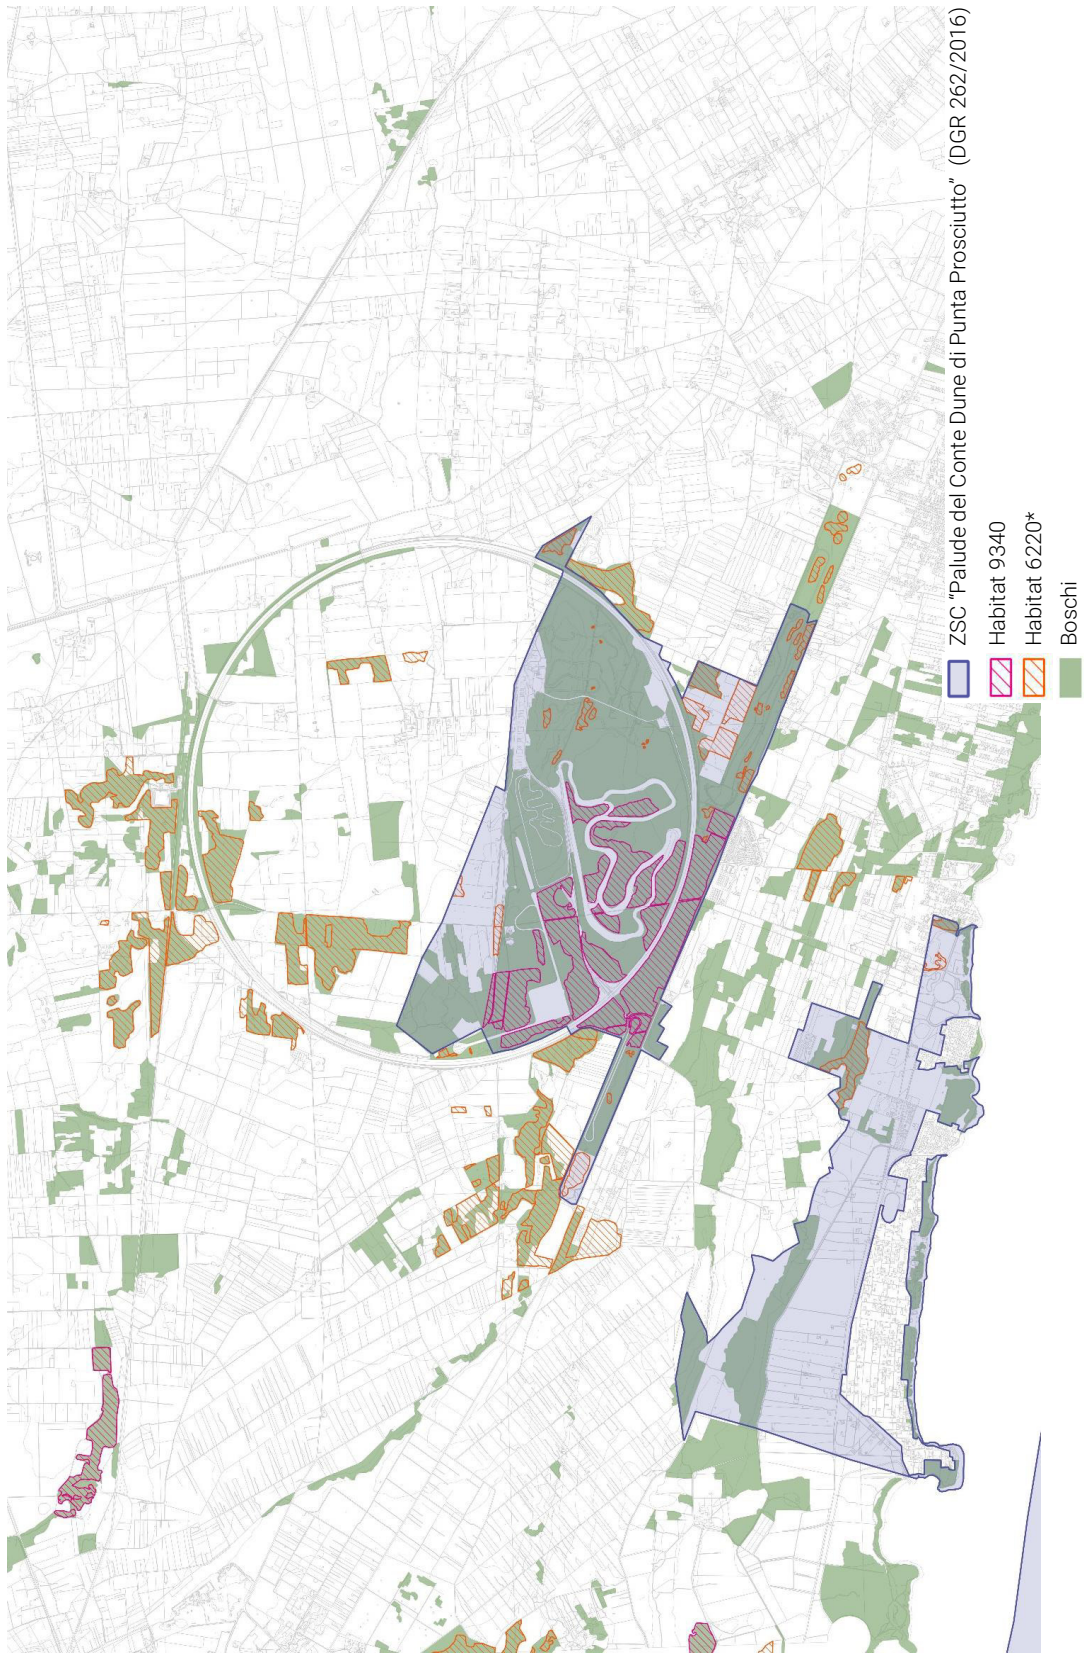 ZSC "Palude del Conte Dune di Punta Prosciutto" (DGR 262/2016)
Habitat 9340
Habitat 6220*
Boschi